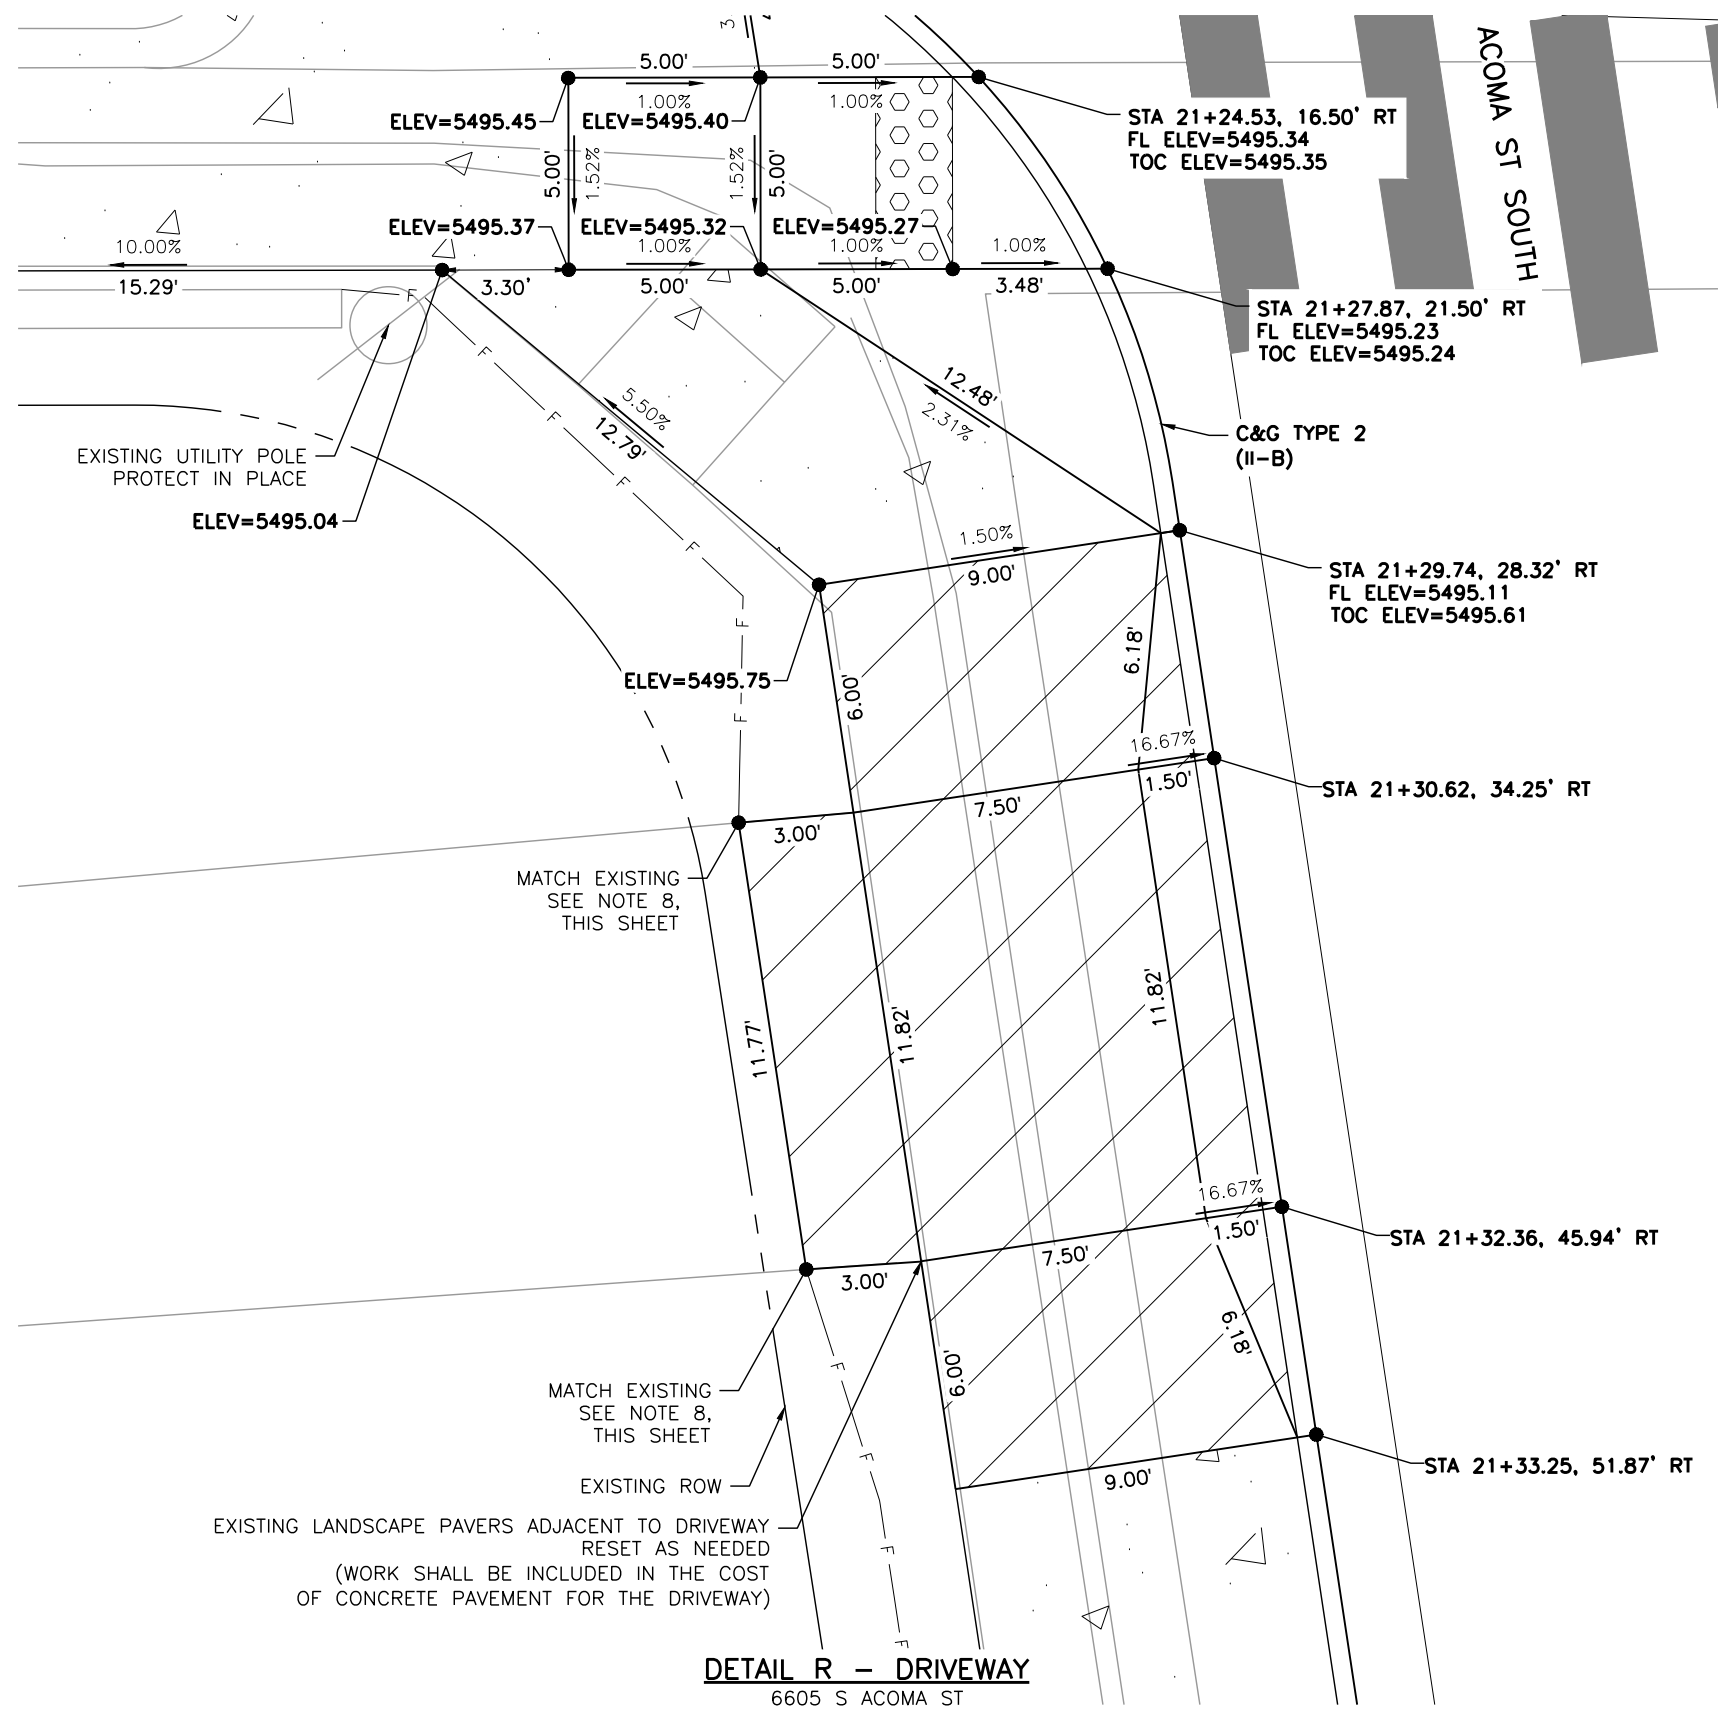 3.
5.00'
5.00'
1.00%
1.00%
ELEV=5495.45
ELEV=5495.40
STA 21+24.53, 16.50' RT
FL ELEV=5495.34
TOC ELEV=5495.35
ACOMA ST SOUTH
5.00'
1.52%
1.52%
5.00'
ELEV=5495.37
ELEV=5495.32
ELEV=5495.27
10.00%
1.00%
1.00%
1.00%
15.29'
3.30'
5.00'
5.00'
3.48'
STA 21+27.87, 21.50' RT
FL ELEV=5495.23
TOC ELEV=5495.24
F
F
F
F
F
F
F
5.50%
12.79'
12.48'
2.31%
C&G TYPE 2
(II-B)
EXISTING UTILITY POLE
PROTECT IN PLACE
ELEV=5495.04
1.50%
9.00'
STA 21+29.74, 28.32' RT
FL ELEV=5495.11
TOC ELEV=5495.61
ELEV=5495.75
6.00'
6.18'
16.67%
1.50'
7.50'
3.00'
STA 21+30.62, 34.25' RT
MATCH EXISTING
SEE NOTE 8,
THIS SHEET
11.77'
11.82'
11.82'
16.67%
1.50'
7.50'
3.00'
STA 21+32.36, 45.94' RT
6.00'
6.18'
F
F
F
F
MATCH EXISTING
SEE NOTE 8,
THIS SHEET
9.00'
STA 21+33.25, 51.87' RT
EXISTING ROW
EXISTING LANDSCAPE PAVERS ADJACENT TO DRIVEWAY
RESET AS NEEDED
(WORK SHALL BE INCLUDED IN THE COST
OF CONCRETE PAVEMENT FOR THE DRIVEWAY)
DETAIL R - DRIVEWAY
6605 S ACOMA ST